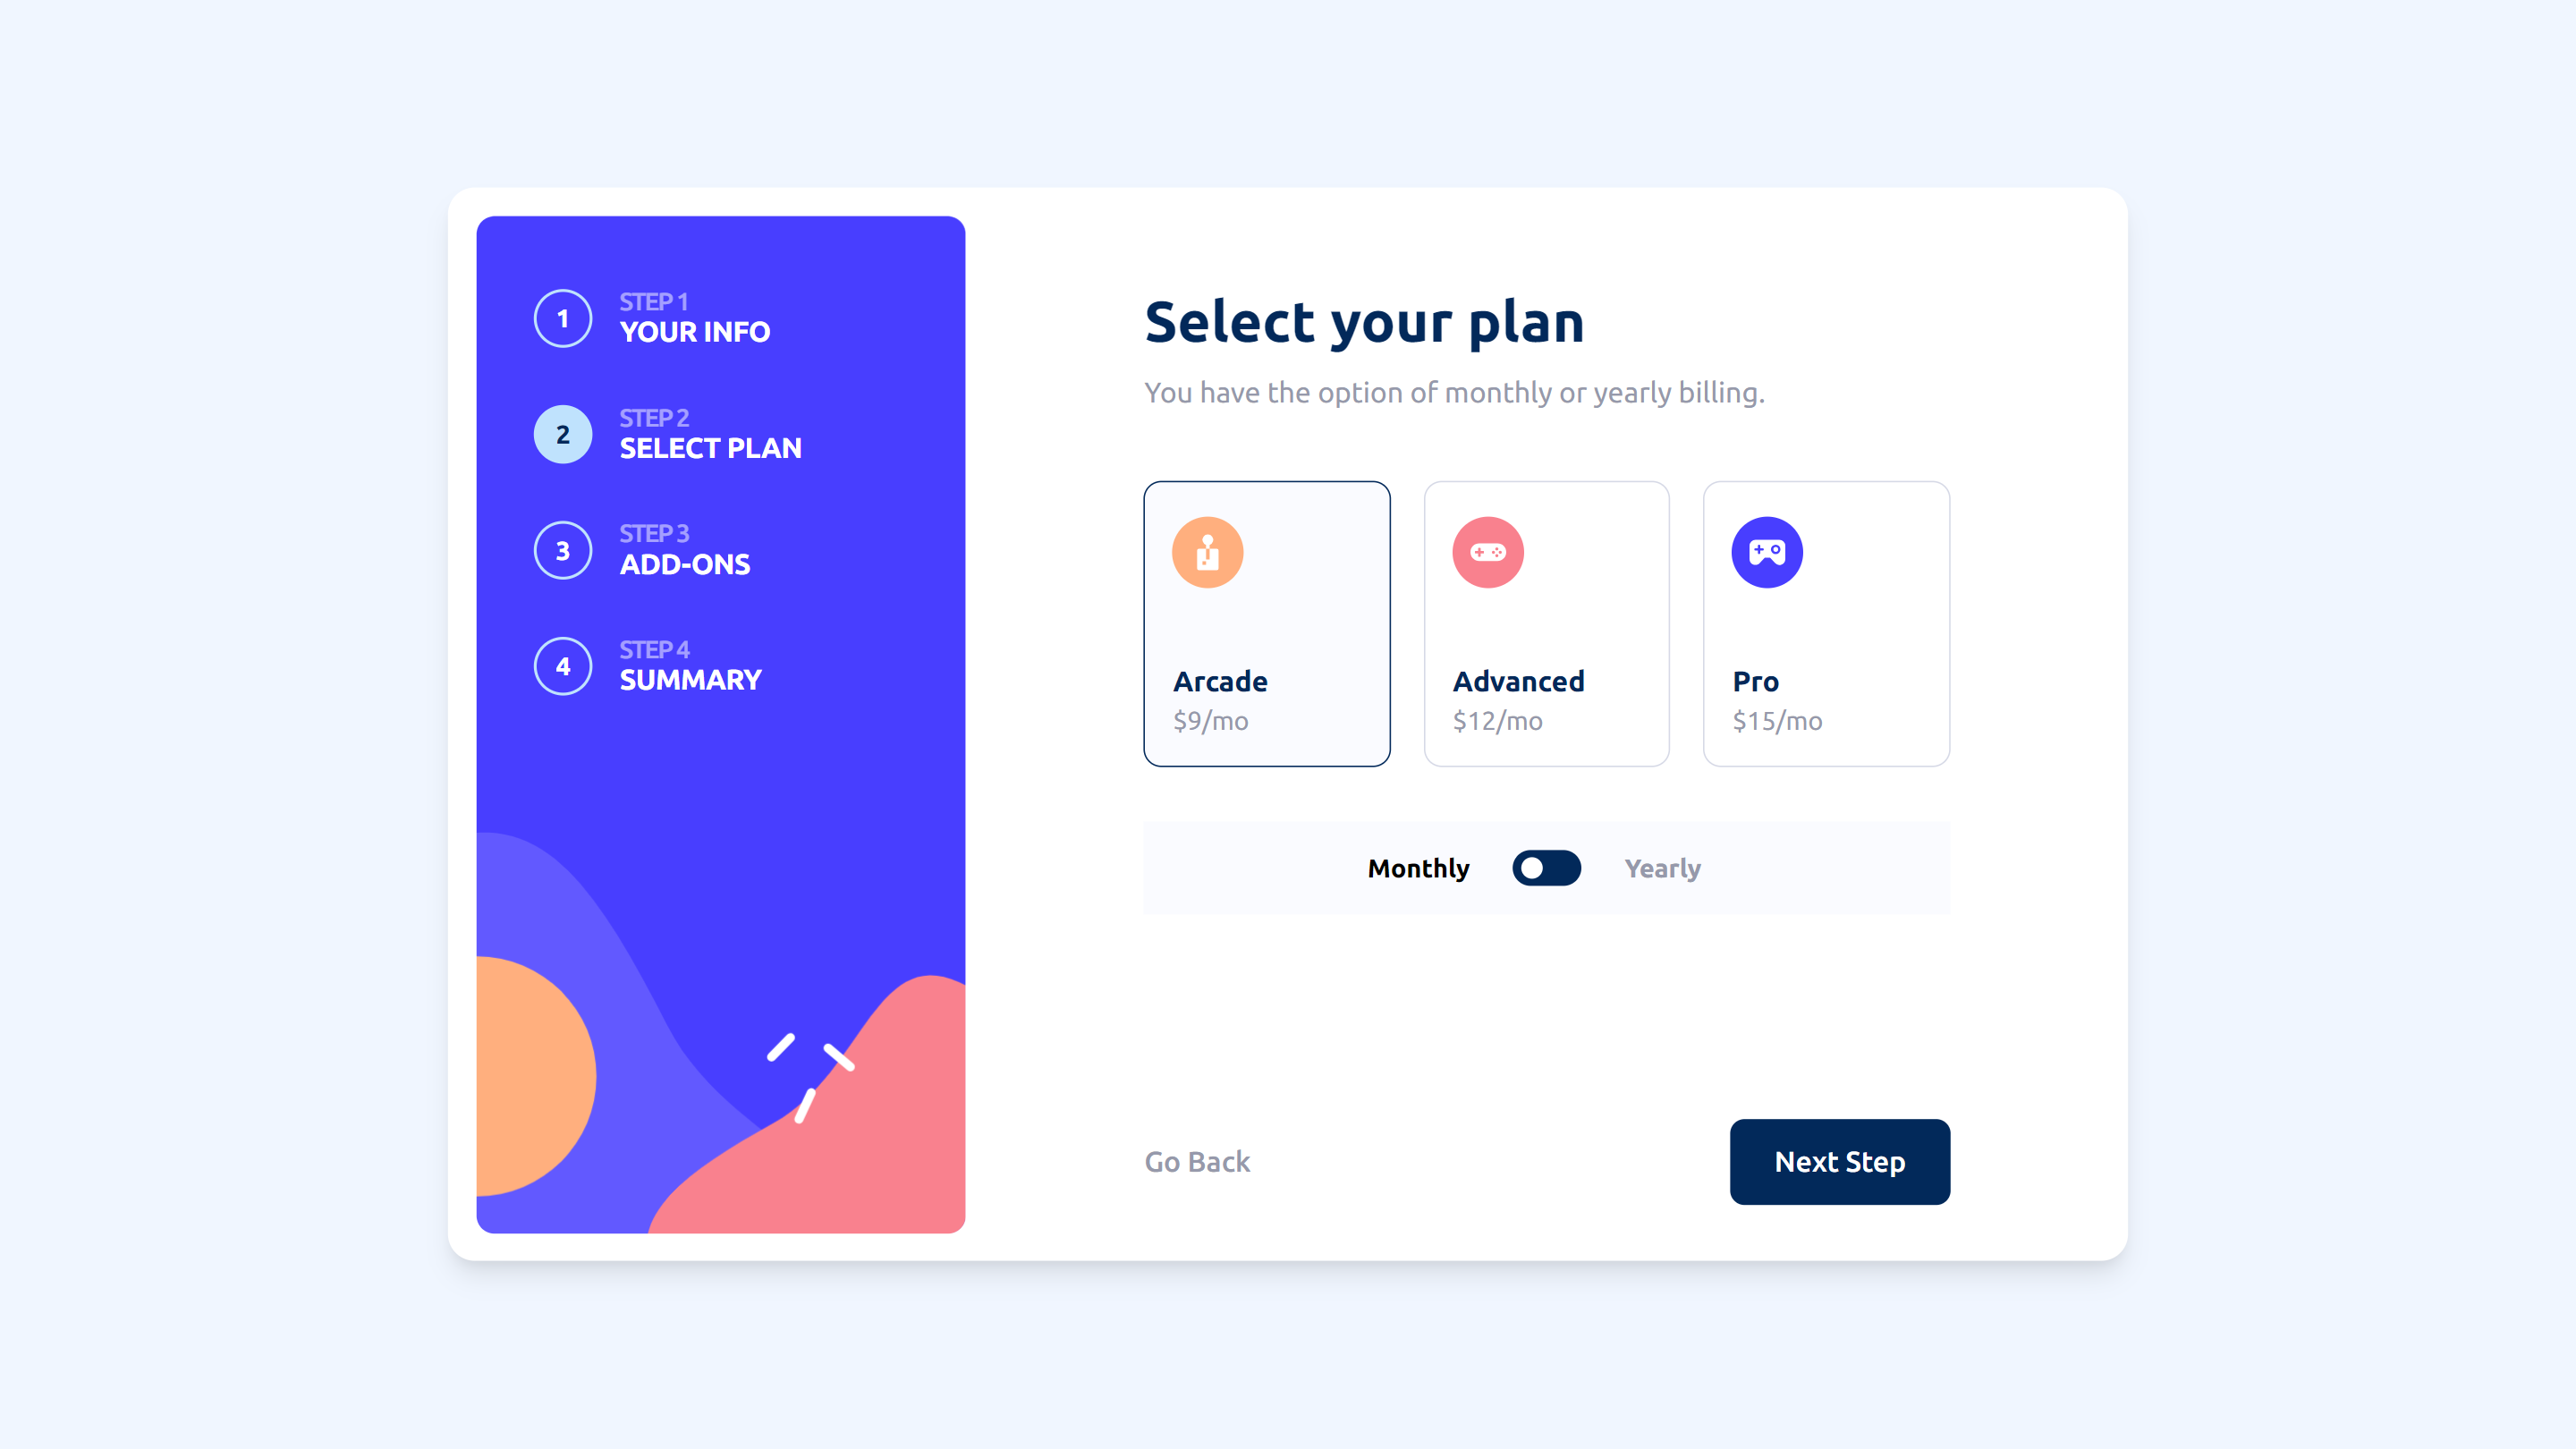 1
STEP 1
YOUR INFO
2
STEP 2
SELECT PLAN
3
STEP 3
ADD-ONS
4
STEP 4
SUMMARY
Select your plan
You have the option of monthly or yearly billing.
Arcade
$9/mo
Advanced
$12/mo
Pro
$15/mo
Monthly Yearly
Go Back Next Step